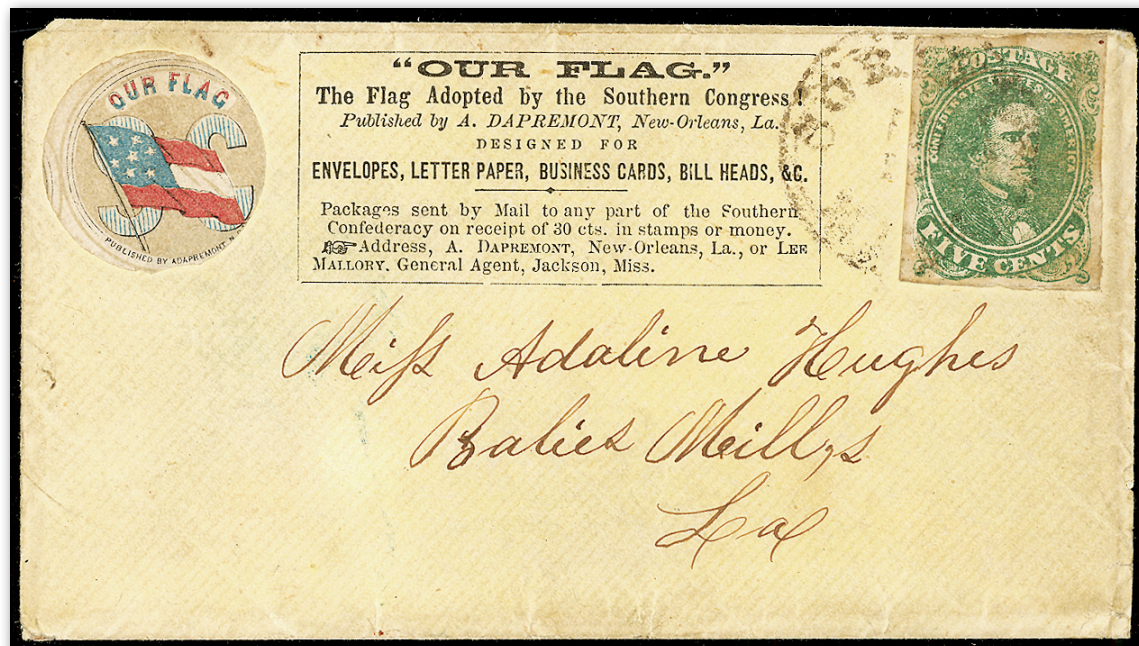 OUR FLAG
CS
PUBLISHED BY A DAPREMONT N.O.
“OUR FLAG.”
The Flag Adopted by the Southern Congress!
Published by A. DAPREMONT, New-Orleans, La.
DESIGNED FOR
ENVELOPES, LETTER PAPER, BUSINESS CARDS, BILL HEADS, &C.
Packages sent by Mail to any part of the Southern
Confederacy on receipt of 30 cts. in stamps or money.
☞Address, A. DAPREMONT, New-Orleans, La., or LEE
MALLORY, General Agent, Jackson, Miss.
POSTAGE
CONFEDERATE STATES OF AMERICA
FIVE CENTS
Miſs Adaline Hughes
Mills
La